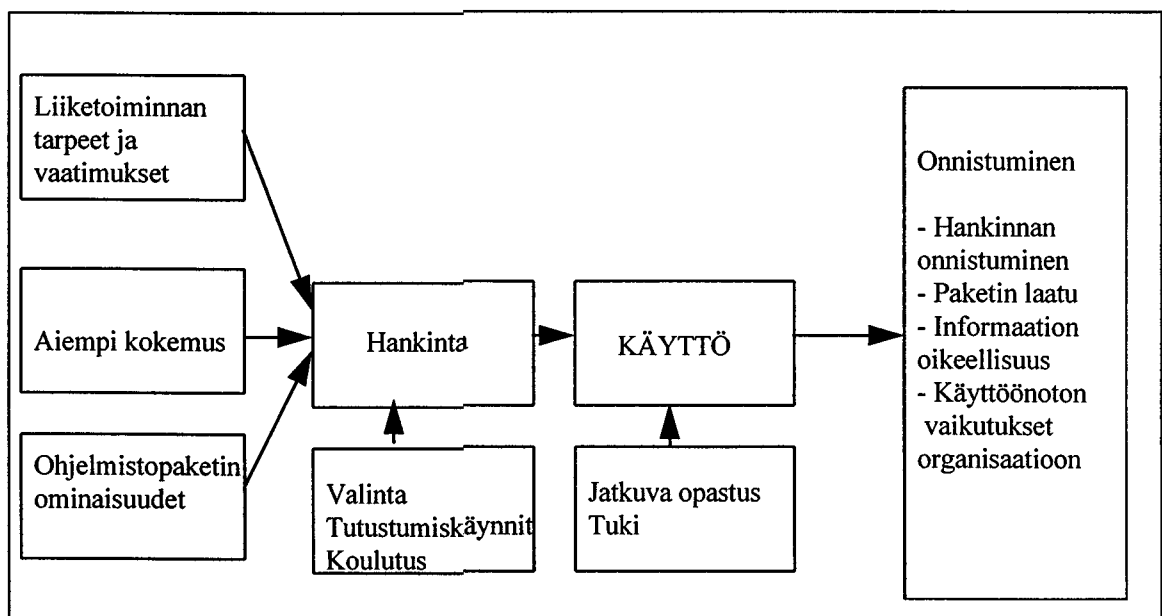 Liiketoiminnan
tarpeet ja
vaatimukset
Aiempi kokemus
Ohjelmistopaketin
ominaisuudet
Hankinta
Valinta
Tutustumiskäynnit
Koulutus
KÄYTTÖ
Jatkuva opastus
Tuki
Onnistuminen
- Hankinnan
onnistuminen
- Paketin laatu
- Informaation
oikeellisuus
- Käyttöönoton
vaikutukset
organisaatioon